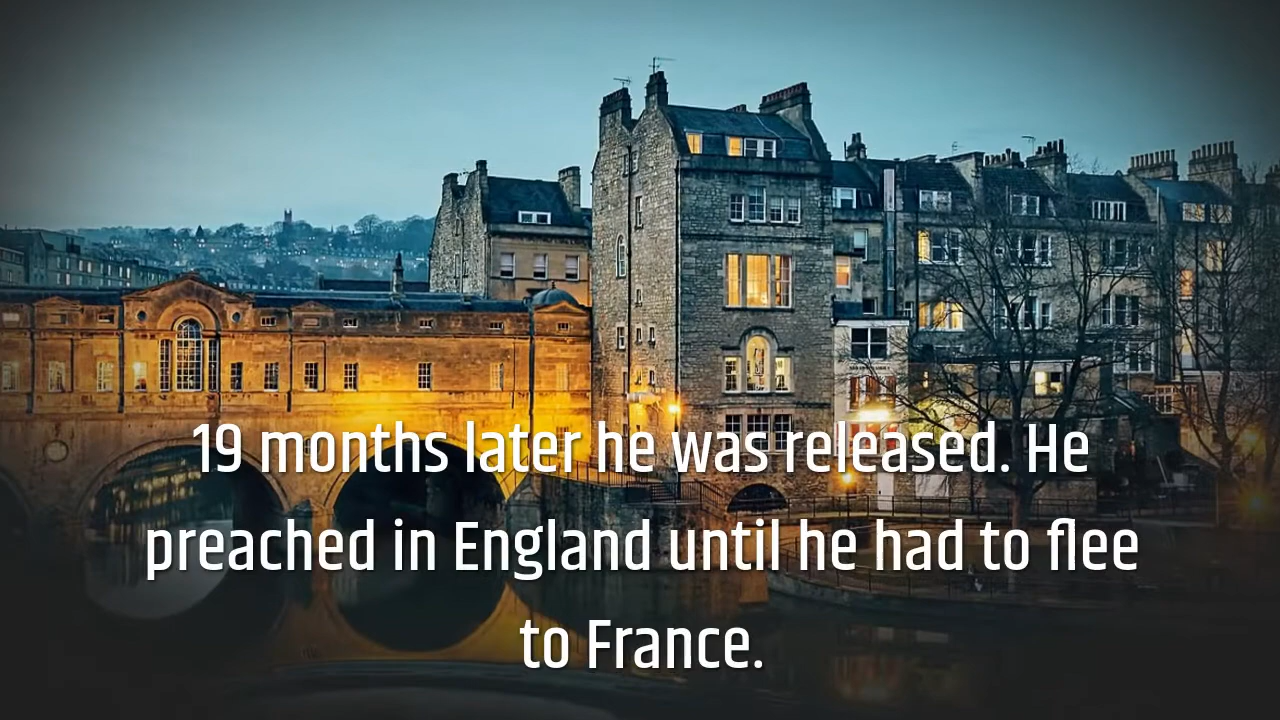 19 months later he was released. He
preached in England until he had to flee
to France.